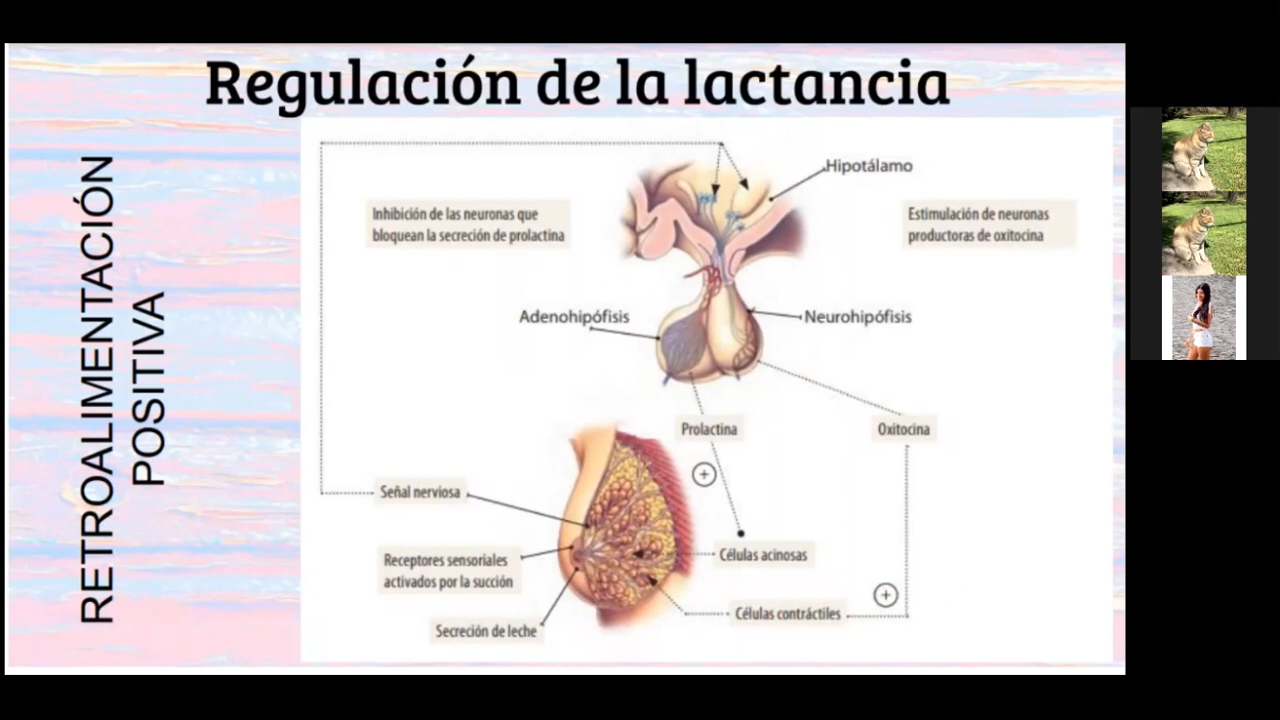 Regulación de la lactancia
RETROALIMENTACIÓN
POSITIVA
Hipotálamo
Inhibición de las neuronas que
bloquean la secreción de prolactina
Estimulación de neuronas
productoras de oxitocina
Adenohipófisis
Neurohipófisis
Prolactina
Oxitocina
+
Señal nerviosa
Receptores sensoriales
activados por la succión
Células acinosas
+
Células contráctiles
Secreción de leche